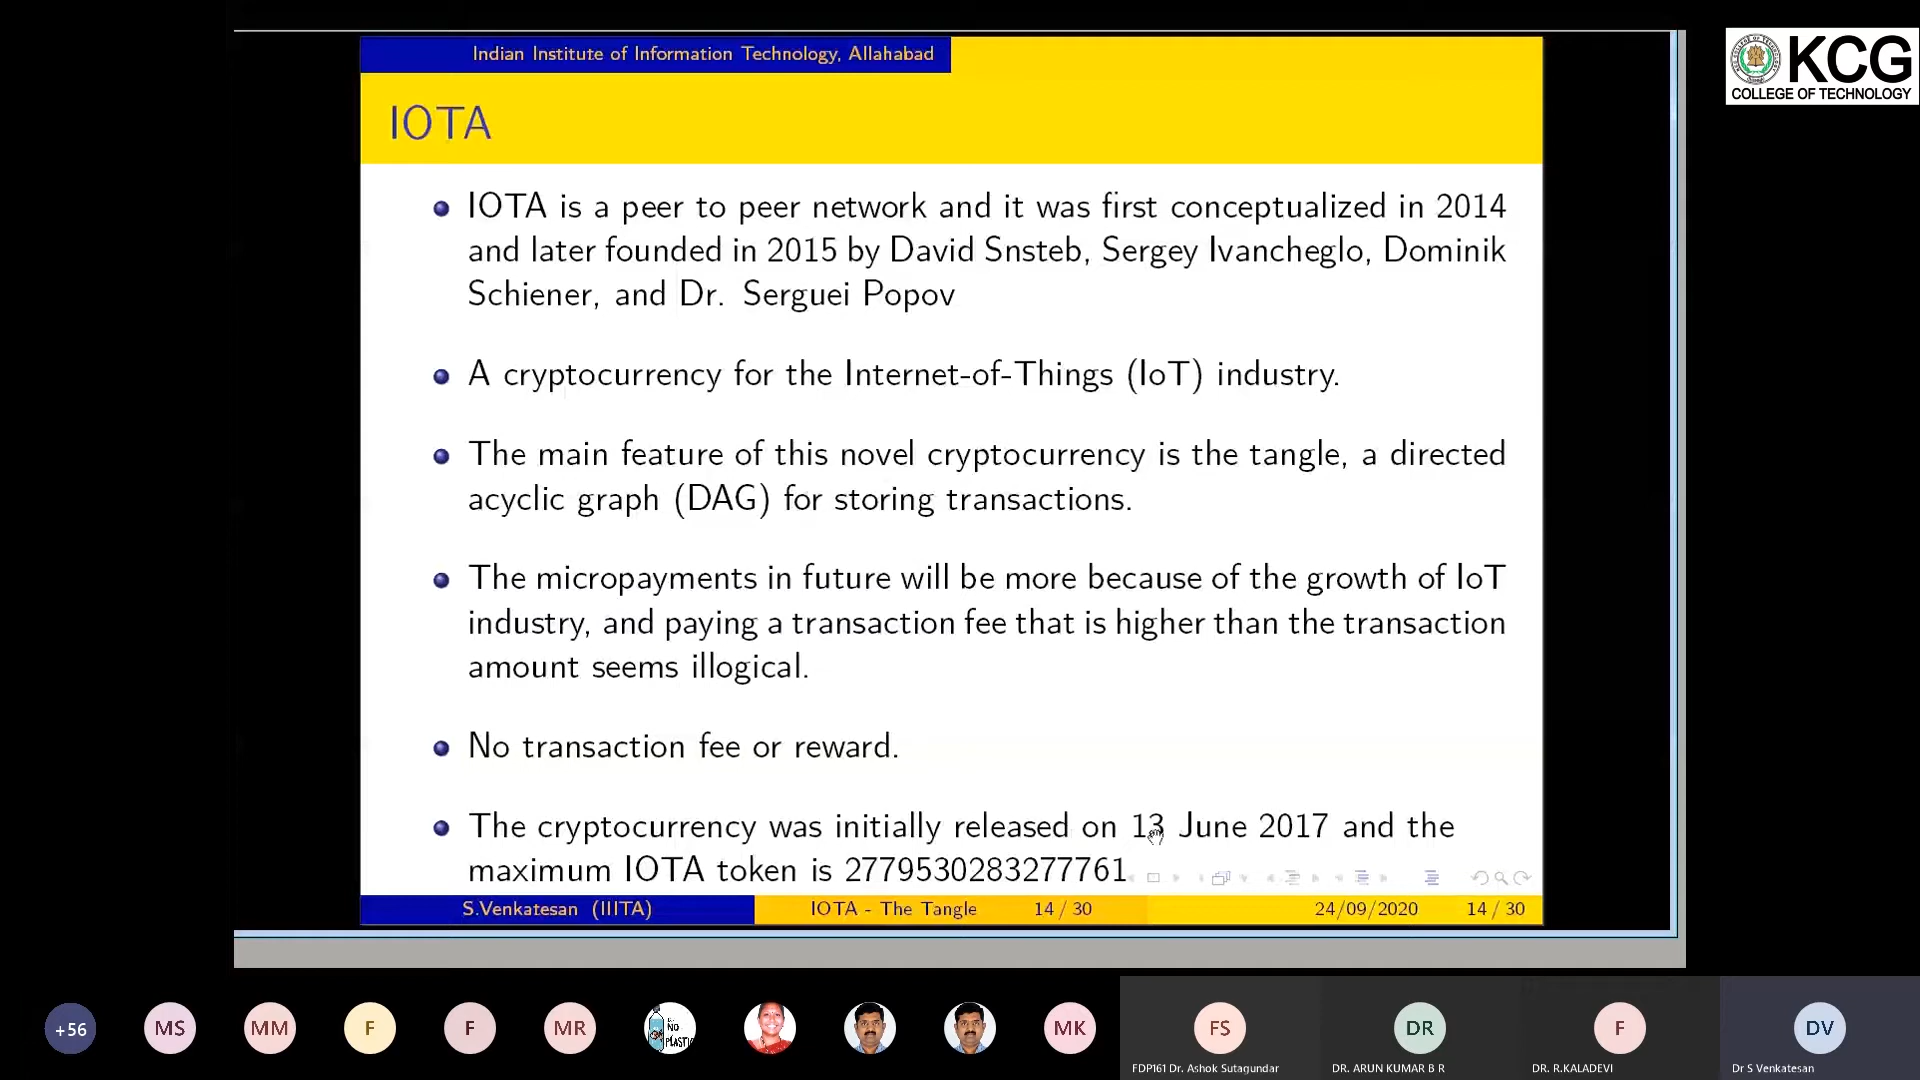 Indian Institute of Information Technology, Allahabad
KCG
COLLEGE OF TECHNOLOGY
IOTA
IOTA is a peer to peer network and it was first conceptualized in 2014
and later founded in 2015 by David Snsteb, Sergey Ivancheglo, Dominik
Schiener, and Dr. Serguei Popov
A cryptocurrency for the Internet-of-Things (IoT) industry.
The main feature of this novel cryptocurrency is the tangle, a directed
acyclic graph (DAG) for storing transactions.
The micropayments in future will be more because of the growth of IoT
industry, and paying a transaction fee that is higher than the transaction
amount seems illogical.
No transaction fee or reward.
The cryptocurrency was initially released on 13 June 2017 and the
maximum IOTA token is 2779530283277761
S.Venkatesan (IIITA) IOTA - The Tangle 14 / 30 24/09/2020 14 / 30
+56 MS MM F F MR NO PLASTIC MK FS DR F DV
FDP161 Dr. Ashok Sutagundar DR. ARUN KUMAR B R DR. R.KALADEVI Dr S Venkatesan